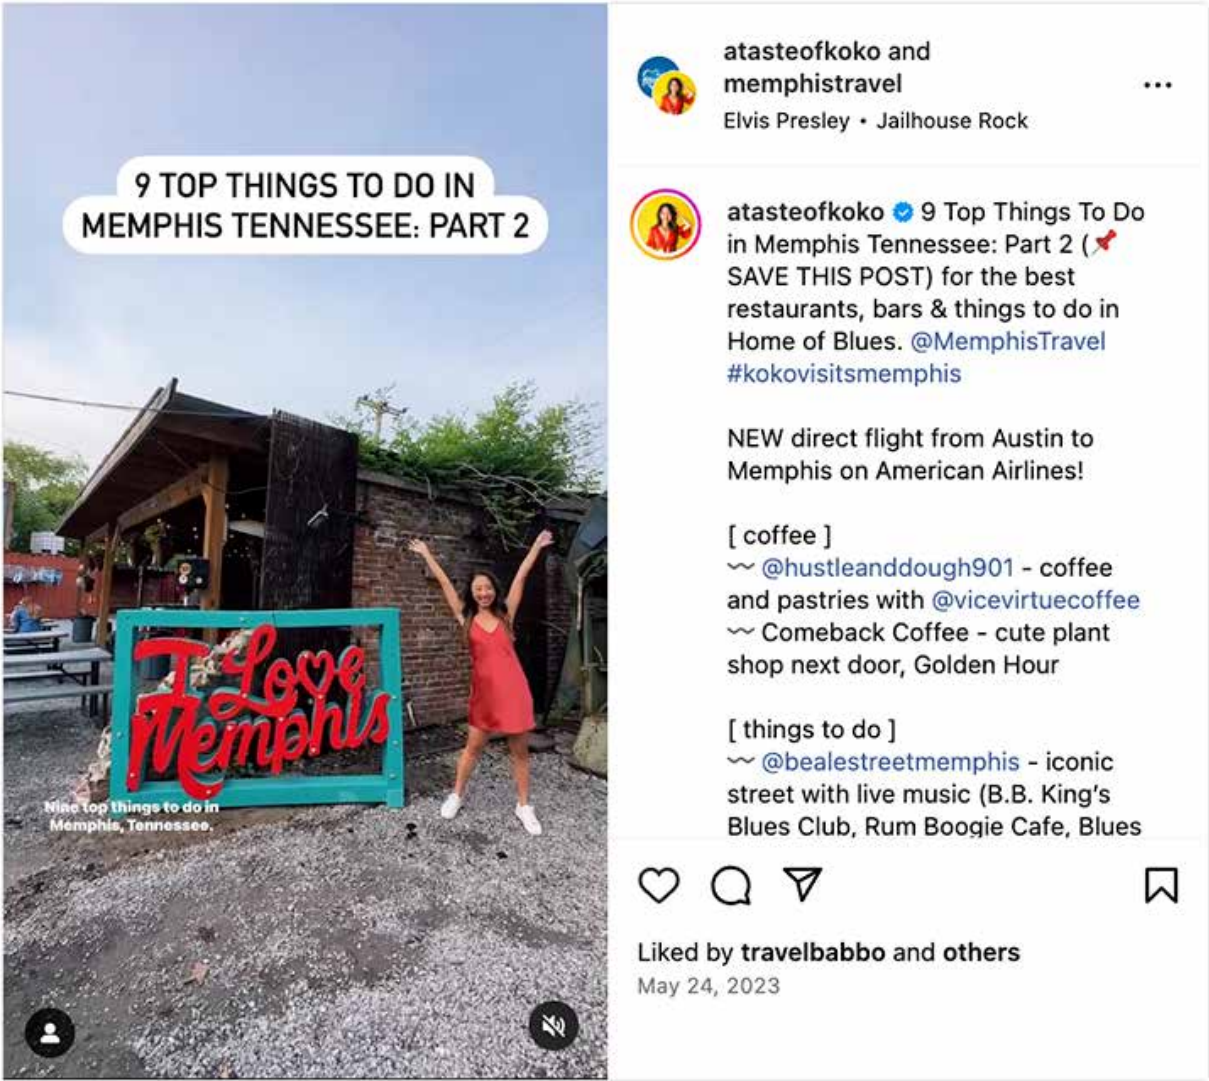 9 TOP THINGS TO DO IN
MEMPHIS TENNESSEE: PART 2
I Love
Memphis
Nine top things to do in
Memphis, Tennessee.
atasteofkoko and
memphistravel
Elvis Presley • Jailhouse Rock
atasteofkoko 9 Top Things To Do
in Memphis Tennessee: Part 2 (📌
SAVE THIS POST) for the best
restaurants, bars & things to do in
Home of Blues. @MemphisTravel
#kokovisitsmemphis
NEW direct flight from Austin to
Memphis on American Airlines!
[ coffee ]
〰 @hustleanddough901 - coffee
and pastries with @vicevirtuecoffee
〰 Comeback Coffee - cute plant
shop next door, Golden Hour
[ things to do ]
〰 @bealestreetmemphis - iconic
street with live music (B.B. King's
Blues Club, Rum Boogie Cafe, Blues
Liked by travelbabbo and others
May 24, 2023